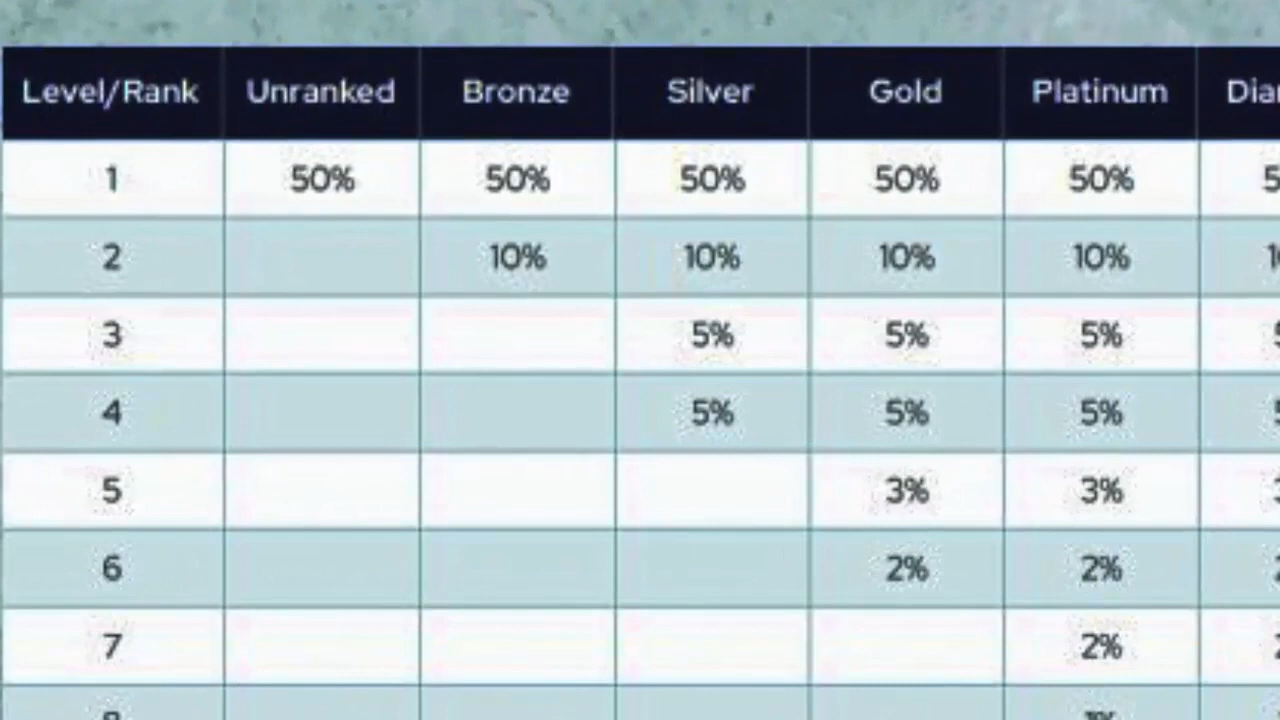 Level/Rank Unranked Bronze Silver Gold Platinum
1 50% 50% 50% 50% 50%
2 10% 10% 10% 10%
3 5% 5% 5%
4 5% 5% 5%
5 3% 3%
6 2% 2%
7 2%